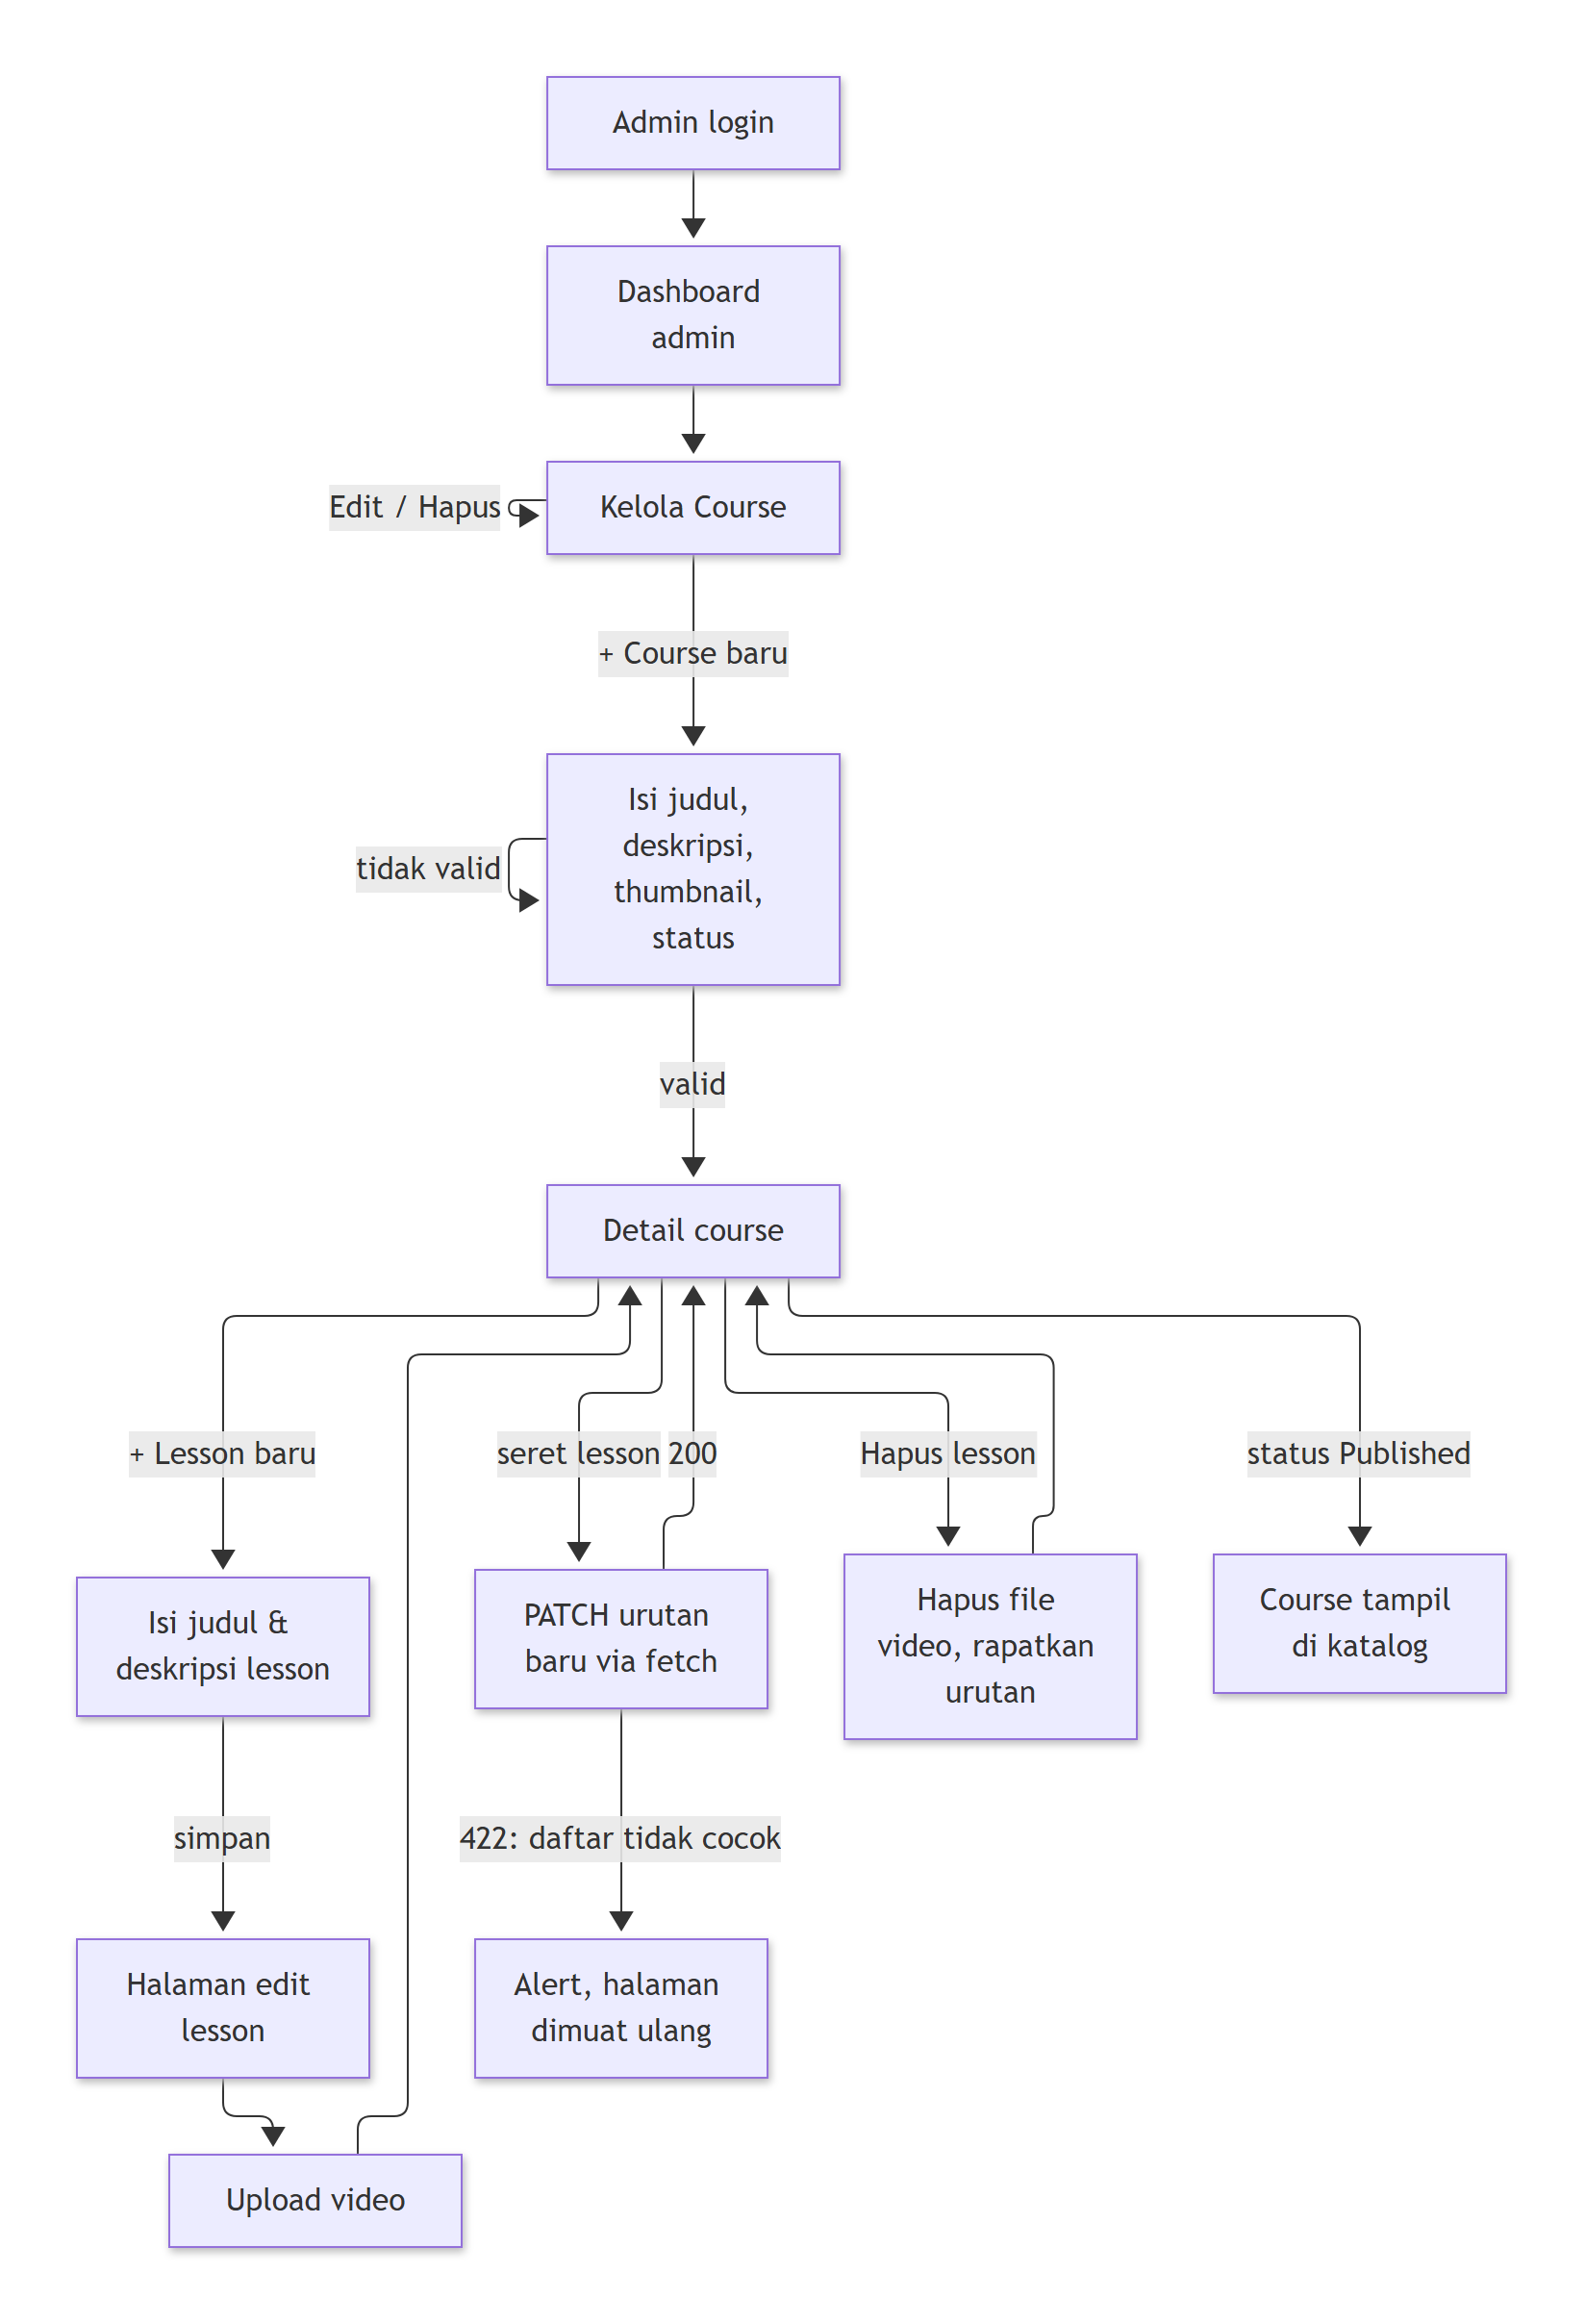 Admin login
Dashboard
admin
Edit / Hapus
Kelola Course
+ Course baru
Isi judul,
deskripsi,
thumbnail,
status
tidak valid
valid
Detail course
+ Lesson baru
seret lesson
200
Hapus lesson
status Published
Isi judul &
deskripsi lesson
PATCH urutan
baru via fetch
Hapus file
video, rapatkan
urutan
Course tampil
di katalog
simpan
422: daftar tidak cocok
Halaman edit
lesson
Alert, halaman
dimuat ulang
Upload video